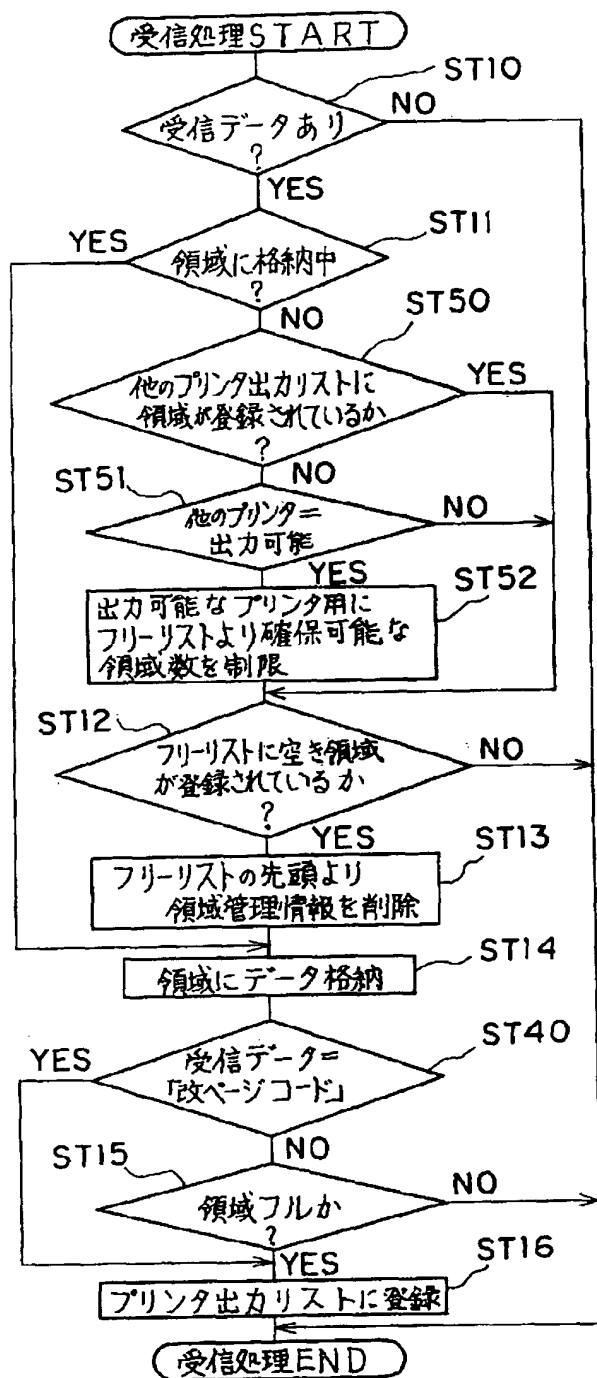 受信処理START
ST10
受信データあり
?
NO
YES
ST11
YES
領域に格納中
?
NO
ST50
他のプリンタ出力リストに
領域が登録されているか
?
YES
NO
ST51
他のプリンタ=
出力可能
NO
YES
ST52
出力可能なプリンタ用に
フリーリストより確保可能な
領域数を制限
ST12
フリーリストに空き領域
が登録されているか
?
NO
YES
ST13
フリーリストの先頭より
領域管理情報を削除
ST14
領域にデータ格納
ST40
YES
受信データ=
「改ページコード」
NO
ST15
領域フルか
?
NO
YES
ST16
プリンタ出力リストに登録
受信処理END